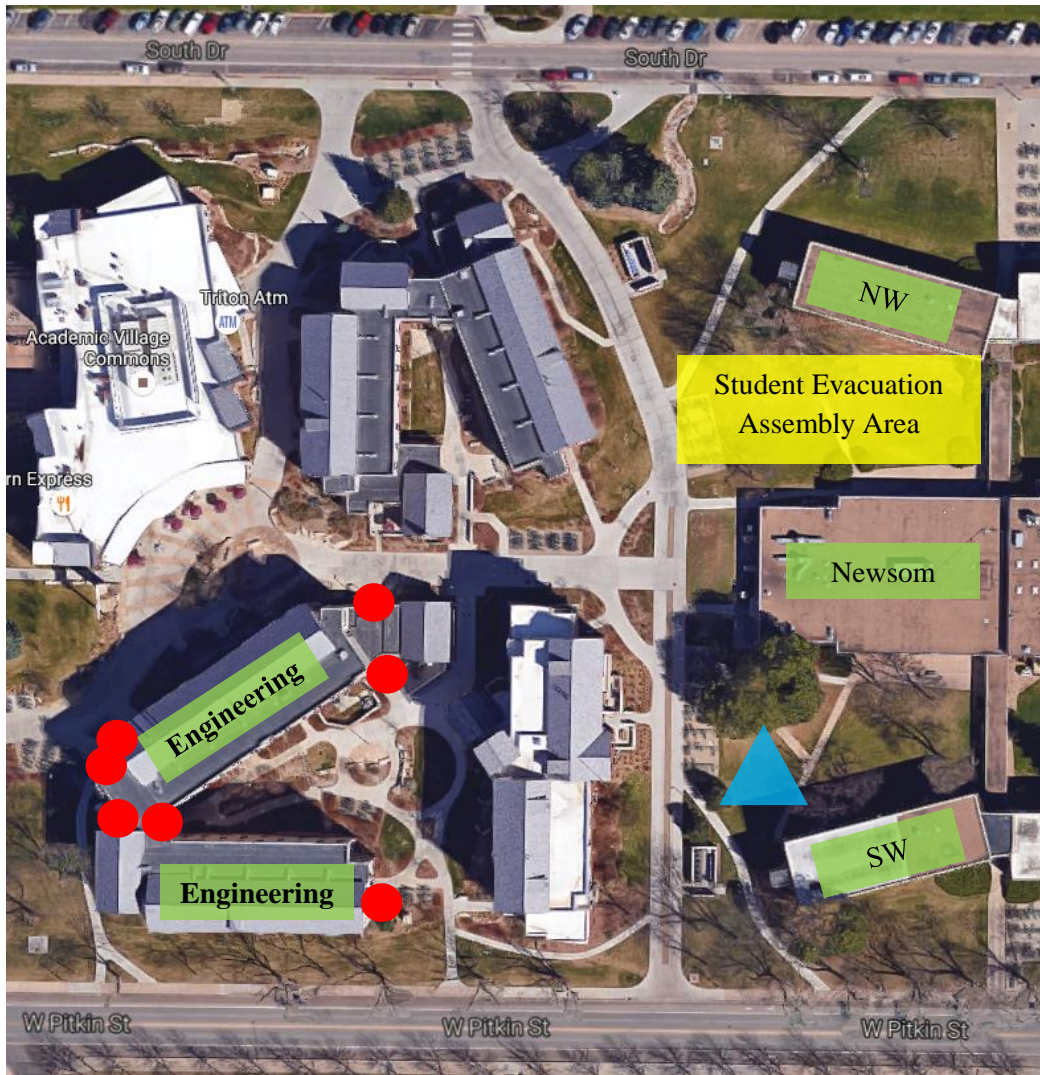 South Dr
South Dr
NW
Triton Atm
ATM
Academic Village
Commons
Student Evacuation
Assembly Area
rn Express
Newsom
Engineering
SW
Engineering
W Pitkin St
W Pitkin St
W Pitkin St